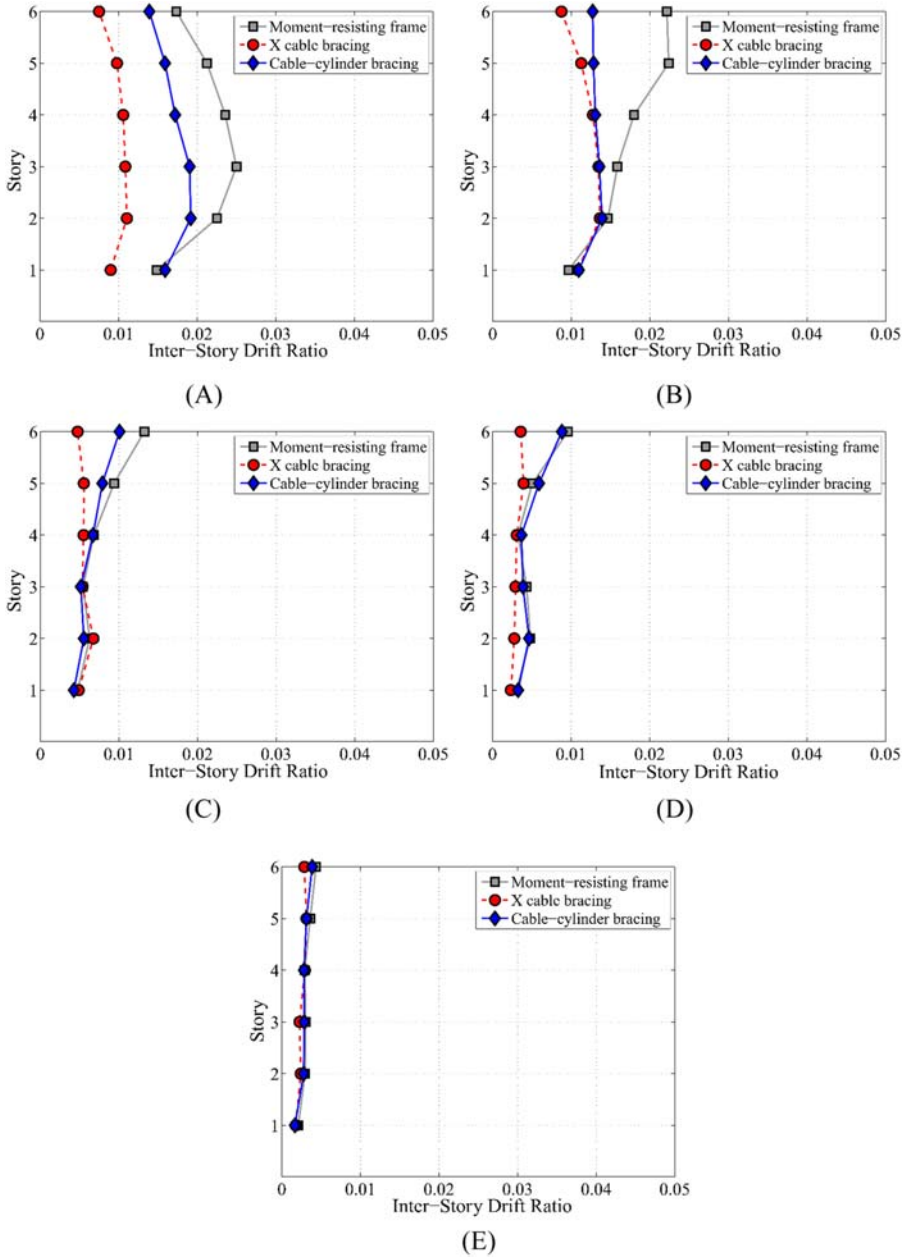 6
5
4
3
2
1
Story
Moment-resisting frame
X cable bracing
Cable-cylinder bracing
0 0.01 0.02 0.03 0.04 0.05
Inter-Story Drift Ratio
(A)
6
5
4
3
2
1
Story
Moment-resisting frame
X cable bracing
Cable-cylinder bracing
0 0.01 0.02 0.03 0.04 0.05
Inter-Story Drift Ratio
(B)
6
5
4
3
2
1
Story
Moment-resisting frame
X cable bracing
Cable-cylinder bracing
0 0.01 0.02 0.03 0.04 0.05
Inter-Story Drift Ratio
(C)
6
5
4
3
2
1
Story
Moment-resisting frame
X cable bracing
Cable-cylinder bracing
0 0.01 0.02 0.03 0.04 0.05
Inter-Story Drift Ratio
(D)
6
5
4
3
2
1
Story
Moment-resisting frame
X cable bracing
Cable-cylinder bracing
0 0.01 0.02 0.03 0.04 0.05
Inter-Story Drift Ratio
(E)